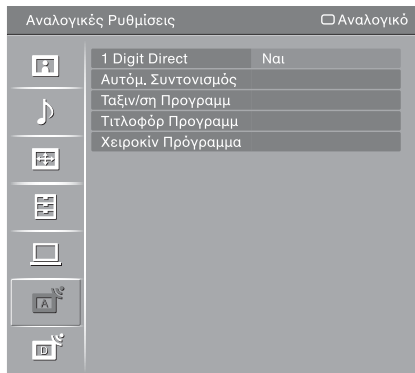 Αναλογικές Ρυθμίσεις Αναλογικό
1 Digit Direct Ναι
Αυτόμ. Συντονισμός
Ταξιν/ση Προγραμμ
Τιτλοφόρ Προγραμμ
Χειροκίν Πρόγραμμα
A
D